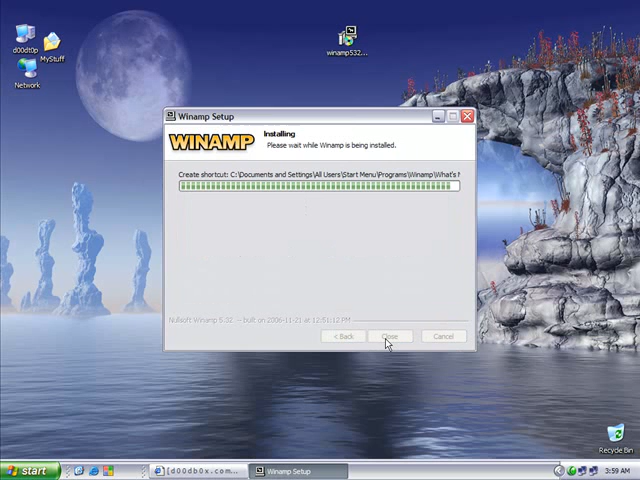 d00dt0p
MyStuff
Network
winamp532...
Winamp Setup
WINAMP
Installing
Please wait while Winamp is being installed.
Create shortcut: C:\Documents and Settings\All Users\Start Menu\Programs\Winamp\What's
Nullsoft Winamp 5.32 -- built on 2006-11-21 at 12:51:12 PM
< Back
Close
Cancel
Recycle Bin
start
[d00db0x.com...
Winamp Setup
3:59 AM